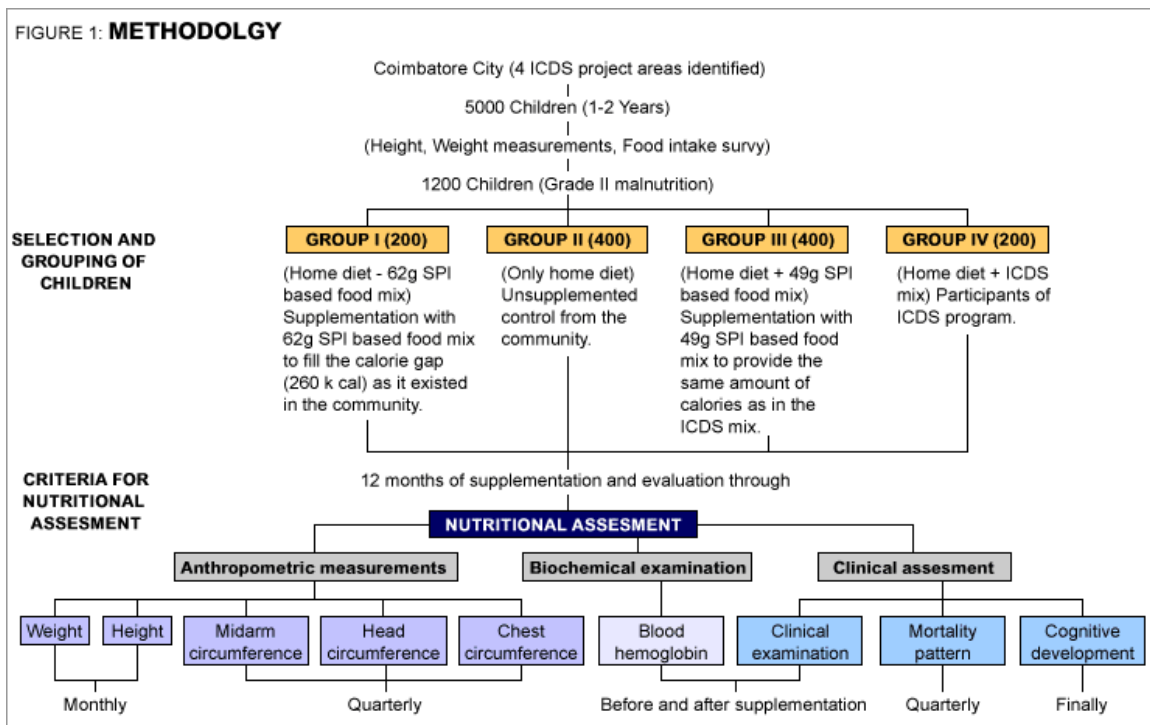 FIGURE 1: METHODOLGY
Coimbatore City (4 ICDS project areas identified)
5000 Children (1-2 Years)
(Height, Weight measurements, Food intake survy)
1200 Children (Grade II malnutrition)
SELECTION AND
GROUPING OF
CHILDREN
GROUP I (200)
(Home diet - 62g SPI
based food mix)
Supplementation with
62g SPI based food mix
to fill the calorie gap
(260 k cal) as it existed
in the community.
GROUP II (400)
(Only home diet)
Unsupplemented
control from the
community.
GROUP III (400)
(Home diet + 49g SPI
based food mix)
Supplementation with
49g SPI based food
mix to provide the
same amount of
calories as in the
ICDS mix.
GROUP IV (200)
(Home diet + ICDS
mix) Participants of
ICDS program.
CRITERIA FOR
NUTRITIONAL
ASSESMENT
12 months of supplementation and evaluation through
NUTRITIONAL ASSESMENT
Anthropometric measurements
Biochemical examination
Clinical assesment
Weight
Height
Midarm
circumference
Head
circumference
Chest
circumference
Blood
hemoglobin
Clinical
examination
Mortality
pattern
Cognitive
development
Monthly
Quarterly
Before and after supplementation
Quarterly
Finally